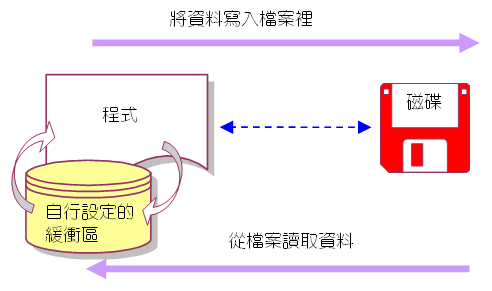 將資料寫入檔案裡
程式
磁碟
自行設定的
緩衝區
從檔案讀取資料